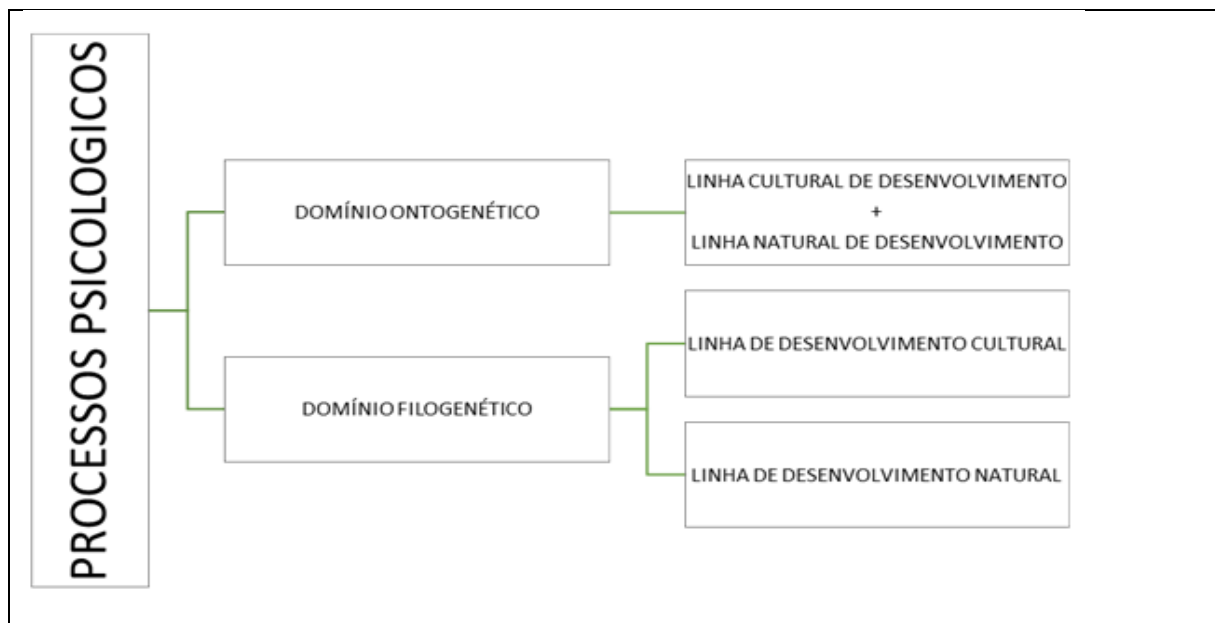 PROCESSOS PSICOLOGICOS
DOMÍNIO ONTOGENÉTICO
LINHA CULTURAL DE DESENVOLVIMENTO
+
LINHA NATURAL DE DESENVOLVIMENTO
DOMÍNIO FILOGENÉTICO
LINHA DE DESENVOLVIMENTO CULTURAL
LINHA DE DESENVOLVIMENTO NATURAL